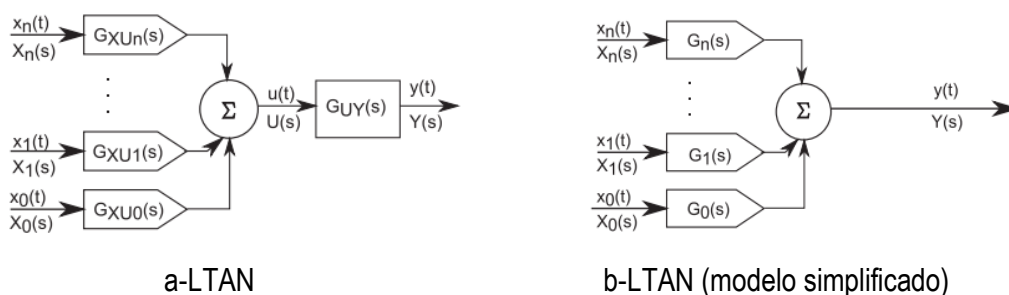 xn(t)
Xn(s)
GXUn(s)
x1(t)
X1(s)
GXU1(s)
x0(t)
X0(s)
GXU0(s)
Σ
u(t)
U(s)
GUY(s)
y(t)
Y(s)
a-LTAN
xn(t)
Xn(s)
Gn(s)
x1(t)
X1(s)
G1(s)
x0(t)
X0(s)
G0(s)
Σ
y(t)
Y(s)
b-LTAN (modelo simplificado)